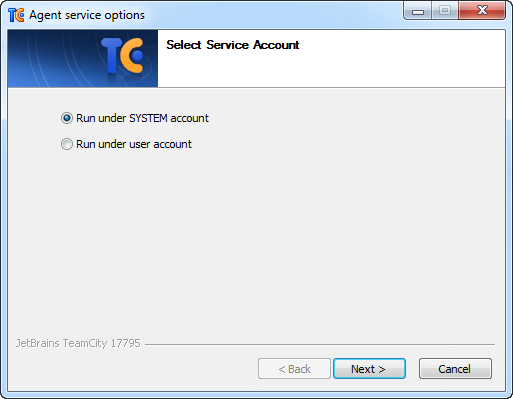 Agent service options
TC
Select Service Account
Run under SYSTEM account
Run under user account
JetBrains TeamCity 17795
< Back
Next >
Cancel